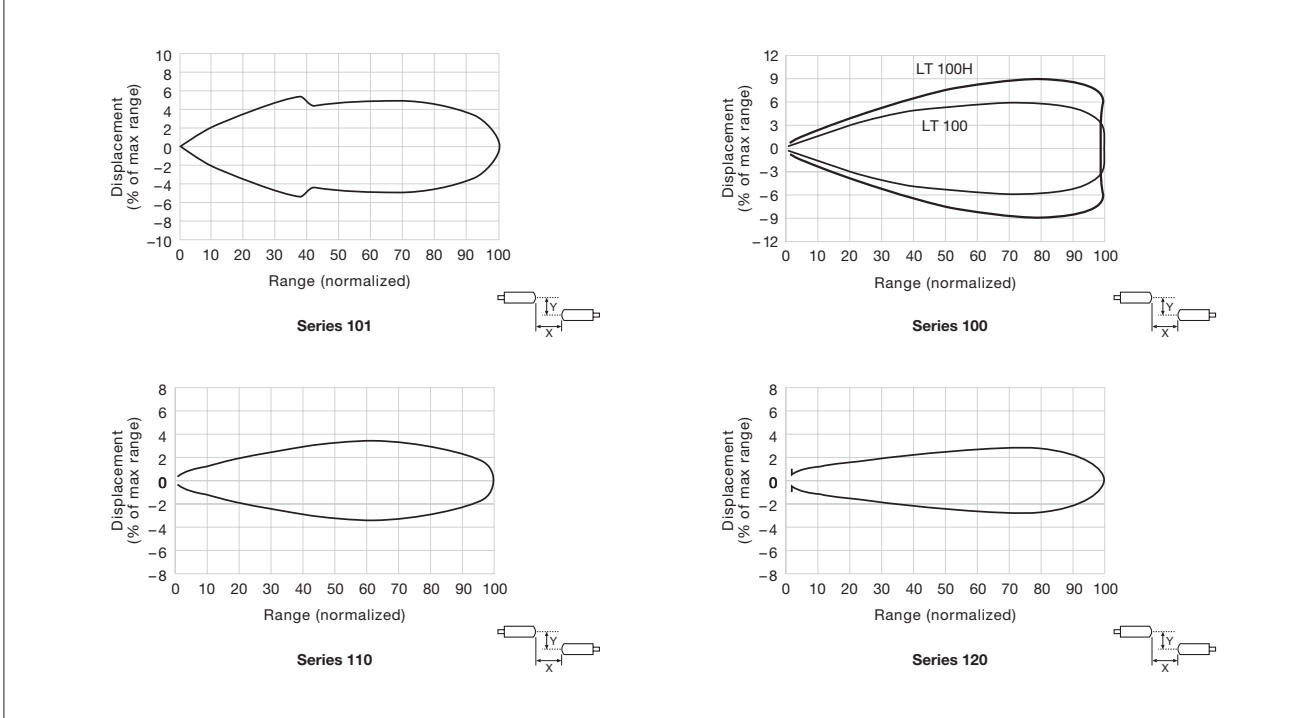 Displacement
(% of max range)
10
8
6
4
2
0
−2
−4
−6
−8
−10
0 10 20 30 40 50 60 70 80 90 100
Range (normalized)
Y
X
Series 101
Displacement
(% of max range)
12
9
6
3
0
−3
−6
−9
−12
LT 100H
LT 100
0 10 20 30 40 50 60 70 80 90 100
Range (normalized)
Y
X
Series 100
Displacement
(% of max range)
8
6
4
2
0
−2
−4
−6
−8
0 10 20 30 40 50 60 70 80 90 100
Range (normalized)
Y
X
Series 110
Displacement
(% of max range)
8
6
4
2
0
−2
−4
−6
−8
0 10 20 30 40 50 60 70 80 90 100
Range (normalized)
Y
X
Series 120